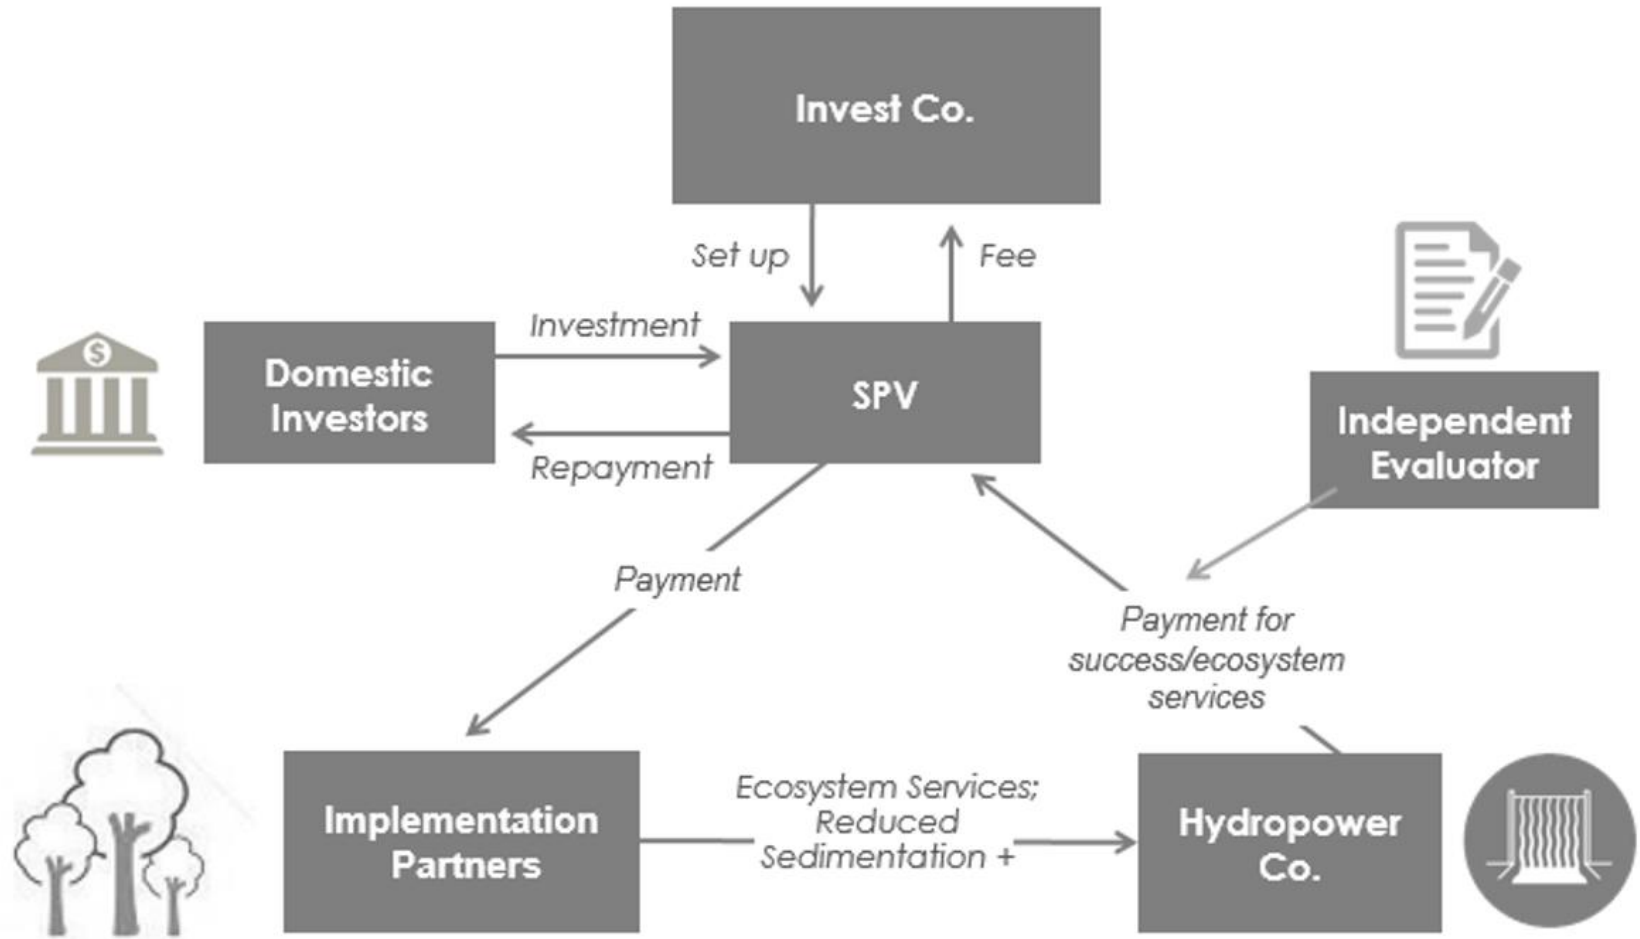 Invest Co.
Set up
Fee
Investment
Domestic
Investors
SPV
Repayment
$
Independent
Evaluator
Payment
Payment for
success/ecosystem
services
Implementation
Partners
Ecosystem Services;
Reduced
Sedimentation +
Hydropower
Co.